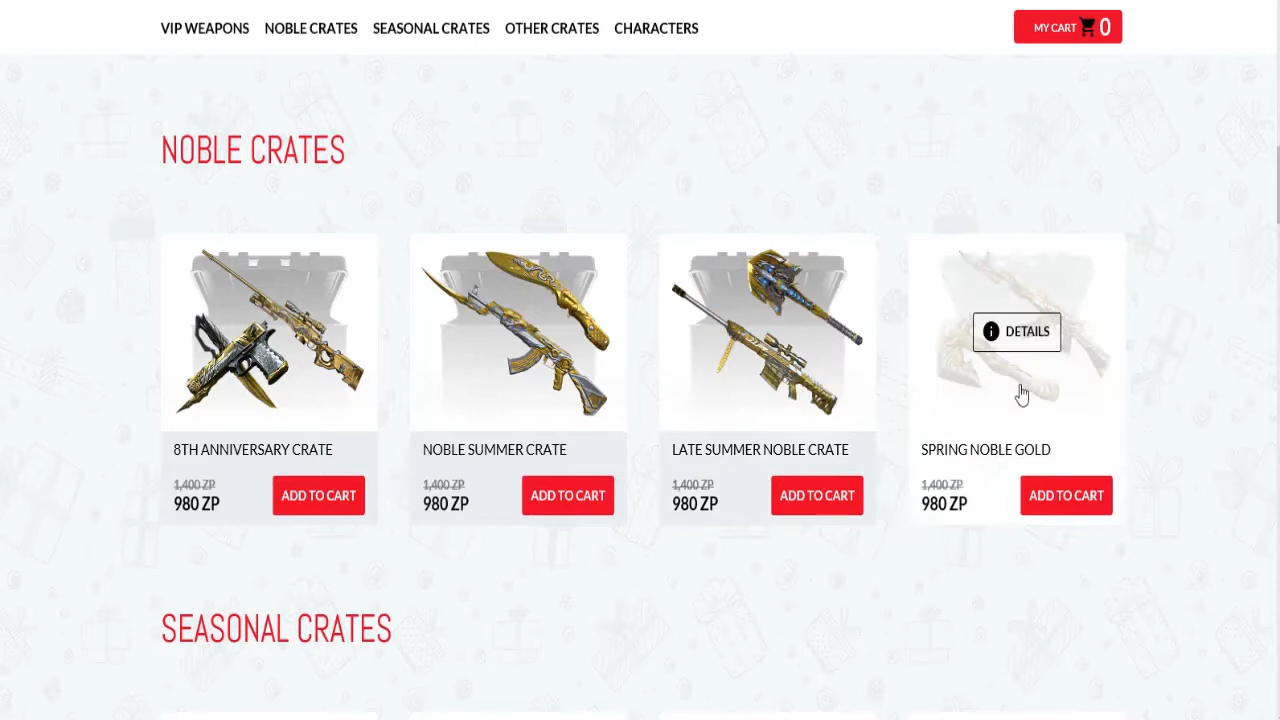 VIP WEAPONS NOBLE CRATES SEASONAL CRATES OTHER CRATES CHARACTERS MY CART 0
NOBLE CRATES
DETAILS
8TH ANNIVERSARY CRATE
1,400 ZP
980 ZP
ADD TO CART
NOBLE SUMMER CRATE
1,400 ZP
980 ZP
ADD TO CART
LATE SUMMER NOBLE CRATE
1,400 ZP
980 ZP
ADD TO CART
SPRING NOBLE GOLD
1,400 ZP
980 ZP
ADD TO CART
SEASONAL CRATES